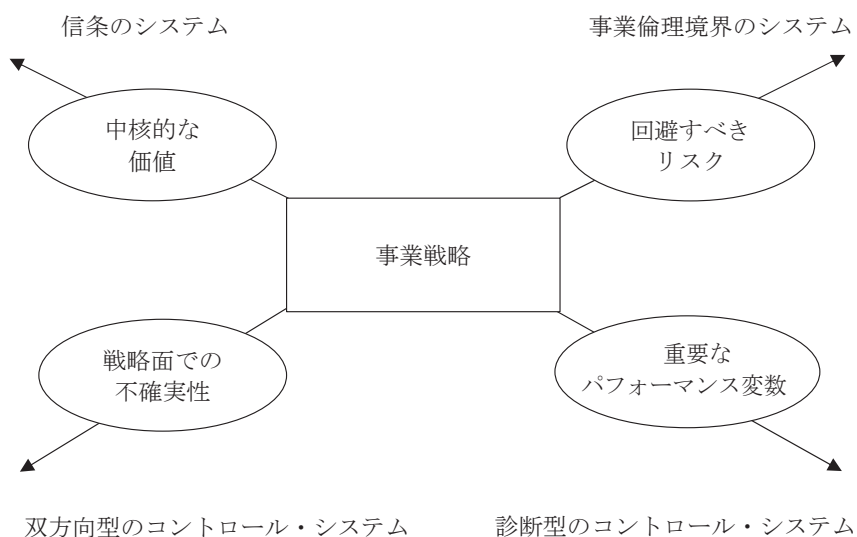 信条のシステム
事業倫理境界のシステム
中核的な
価値
回避すべき
リスク
事業戦略
戦略面での
不確実性
重要な
パフォーマンス変数
双方向型のコントロール・システム
診断型のコントロール・システム